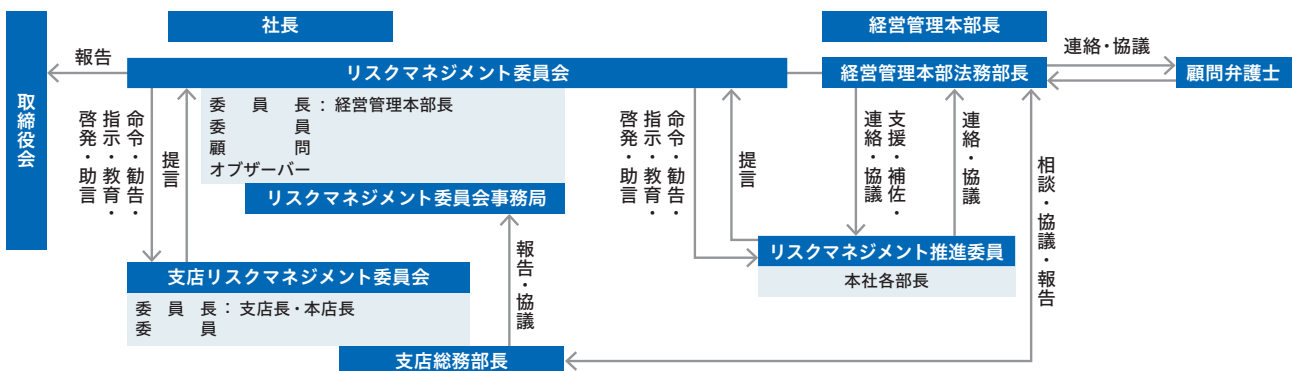 社長
経営管理本部長
取締役会
報告
リスクマネジメント委員会
経営管理本部法務部長
連絡・協議
顧問弁護士
委員長：経営管理本部長
委員
顧問
オブザーバー
リスクマネジメント委員会事務局
命令・勧告・
指示・教育・
啓発・助言
提言
命令・勧告・
指示・教育・
啓発・助言
提言
支援・補佐・
連絡・協議
連絡・協議
相談・協議・報告
リスクマネジメント推進委員
本社各部長
支店リスクマネジメント委員会
委員長：支店長・本店長
委員
報告・協議
支店総務部長